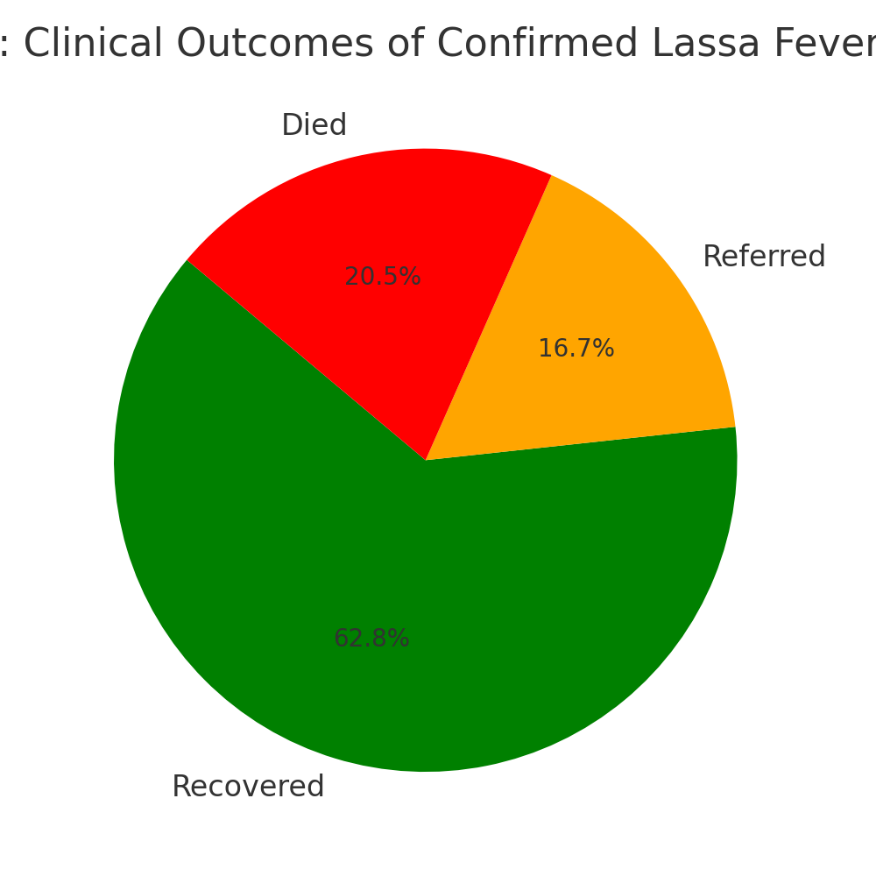 : Clinical Outcomes of Confirmed Lassa Fever
Died
Referred
20.5%
16.7%
62.8%
Recovered